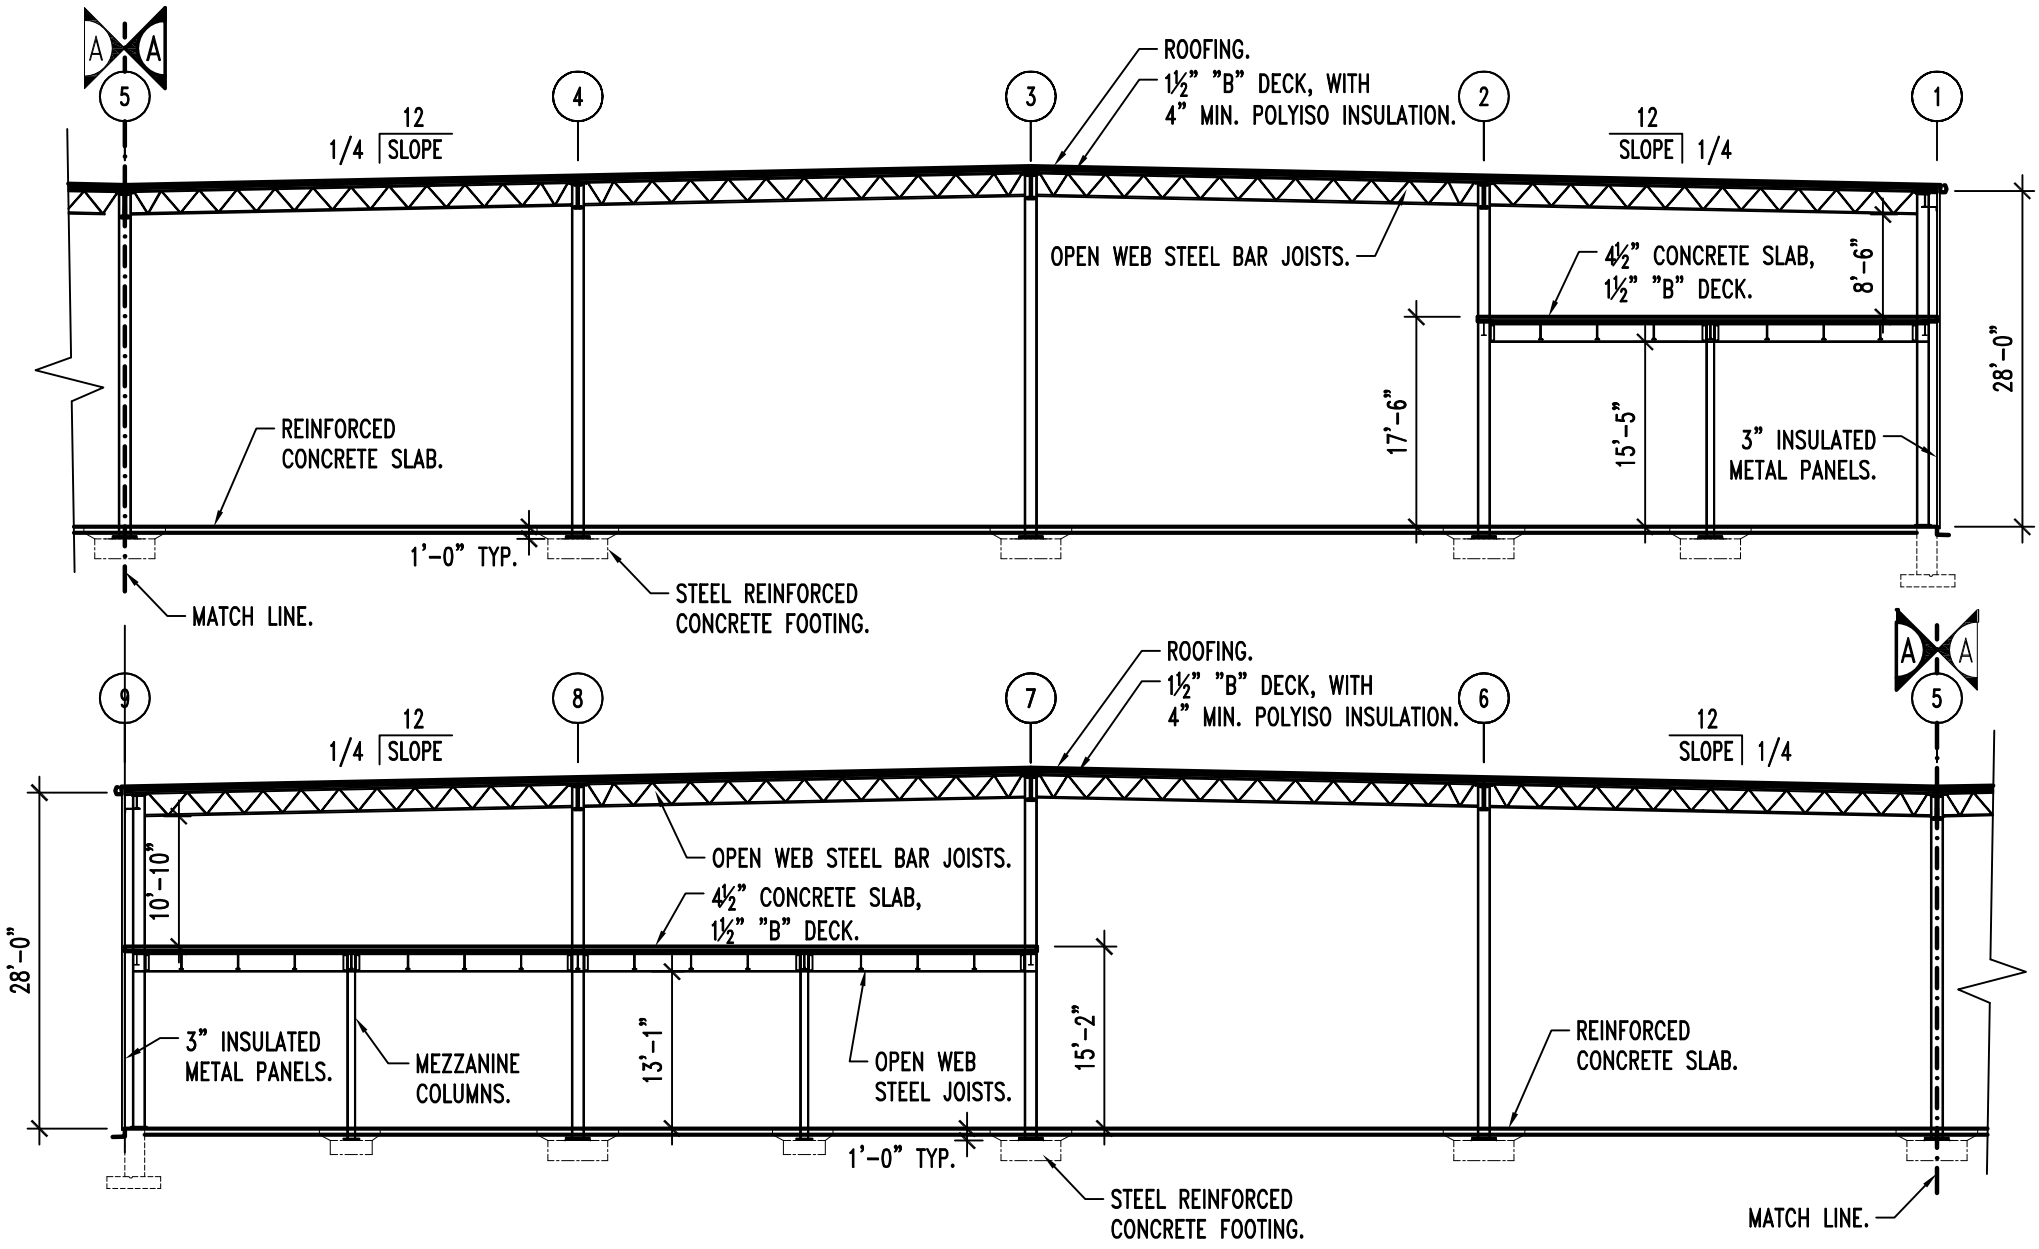 A A
5
4
3
2
1
ROOFING.
1½" "B" DECK, WITH
4" MIN. POLYISO INSULATION.
12
1/4 SLOPE
12
SLOPE 1/4
OPEN WEB STEEL BAR JOISTS.
4½" CONCRETE SLAB,
1½" "B" DECK.
8'-6"
28'-0"
17'-6"
15'-5"
3" INSULATED
METAL PANELS.
REINFORCED
CONCRETE SLAB.
1'-0" TYP.
STEEL REINFORCED
CONCRETE FOOTING.
MATCH LINE.
A A
9
8
7
6
5
ROOFING.
1½" "B" DECK, WITH
4" MIN. POLYISO INSULATION.
12
1/4 SLOPE
12
SLOPE 1/4
OPEN WEB STEEL BAR JOISTS.
4½" CONCRETE SLAB,
1½" "B" DECK.
10'-10"
28'-0"
13'-1"
15'-2"
3" INSULATED
METAL PANELS.
MEZZANINE
COLUMNS.
OPEN WEB
STEEL JOISTS.
REINFORCED
CONCRETE SLAB.
1'-0" TYP.
STEEL REINFORCED
CONCRETE FOOTING.
MATCH LINE.